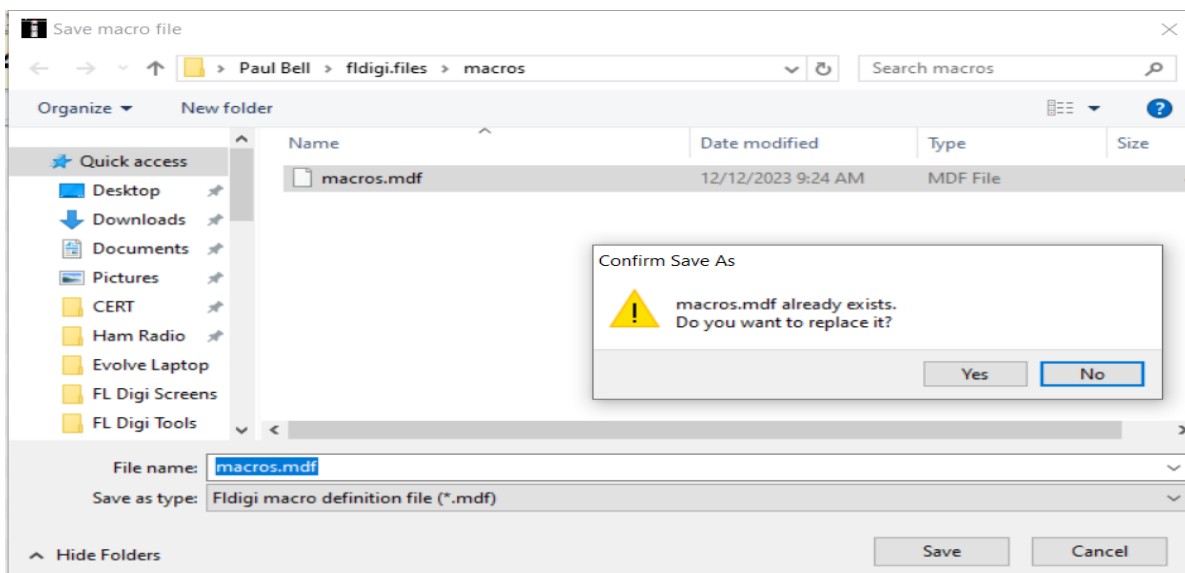 Save macro file
Paul Bell > fldigi.files > macros
Search macros
Organize
New folder
Name
Date modified
Type
Size
Quick access
macros.mdf
12/12/2023 9:24 AM
MDF File
Desktop
Downloads
Documents
Pictures
CERT
Ham Radio
Evolve Laptop
FL Digi Screens
FL Digi Tools
Confirm Save As
macros.mdf already exists.
Do you want to replace it?
Yes
No
File name: macros.mdf
Save as type: Fldigi macro definition file (*.mdf)
Hide Folders
Save
Cancel